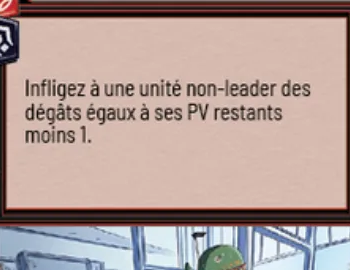 Infligez à une unité non-leader des
dégâts égaux à ses PV restants
moins 1.